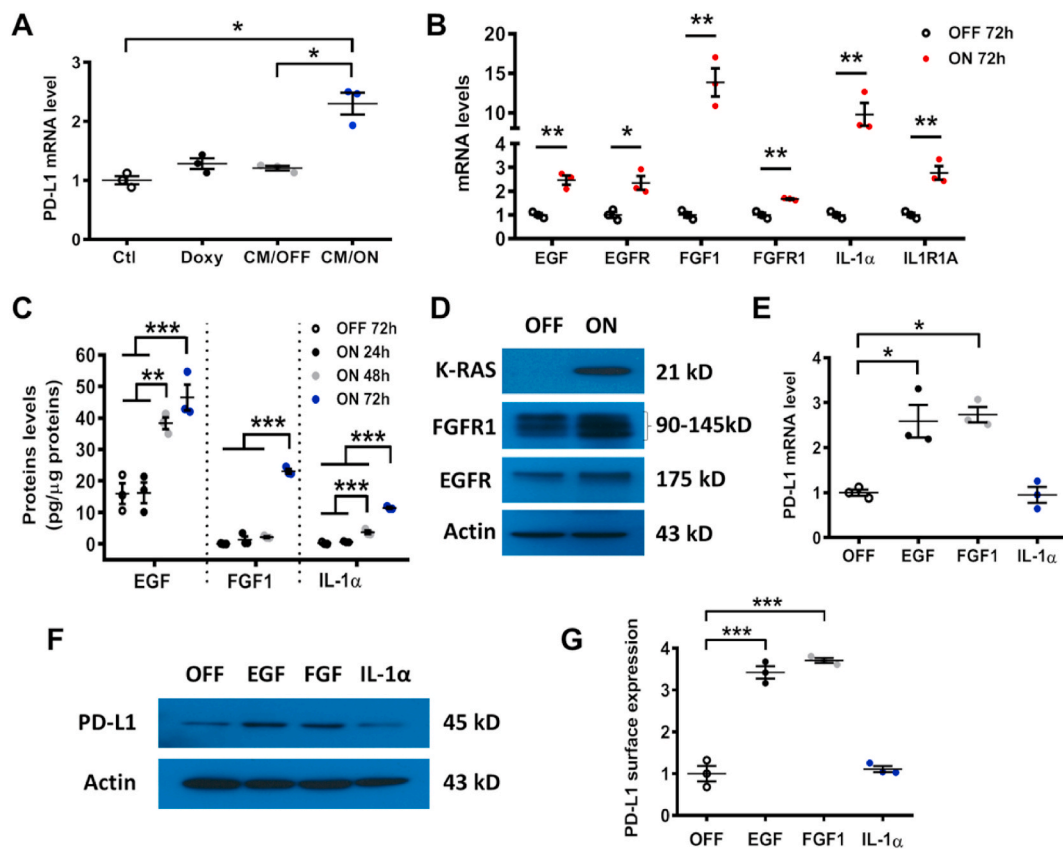 A
*
*
PD-L1 mRNA level
3
2
1
0
Ctl Doxy CM/OFF CM/ON
B
OFF 72h
ON 72h
mRNA levels
20
15
10
4
3
2
1
0
** * ** ** ** **
EGF EGFR FGF1 FGFR1 IL-1α IL1R1A
C
OFF 72h
ON 24h
ON 48h
ON 72h
Proteins levels
(pg/µg proteins)
60
50
40
30
20
10
0
***
**
***
***
***
EGF FGF1 IL-1α
D
OFF ON
K-RAS 21 kD
FGFR1 90-145kD
EGFR 175 kD
Actin 43 kD
E
*
*
PD-L1 mRNA level
4
3
2
1
0
OFF EGF FGF1 IL-1α
F
OFF EGF FGF IL-1α
PD-L1 45 kD
Actin 43 kD
G
***
***
PD-L1 surface expression
4
3
2
1
0
OFF EGF FGF1 IL-1α